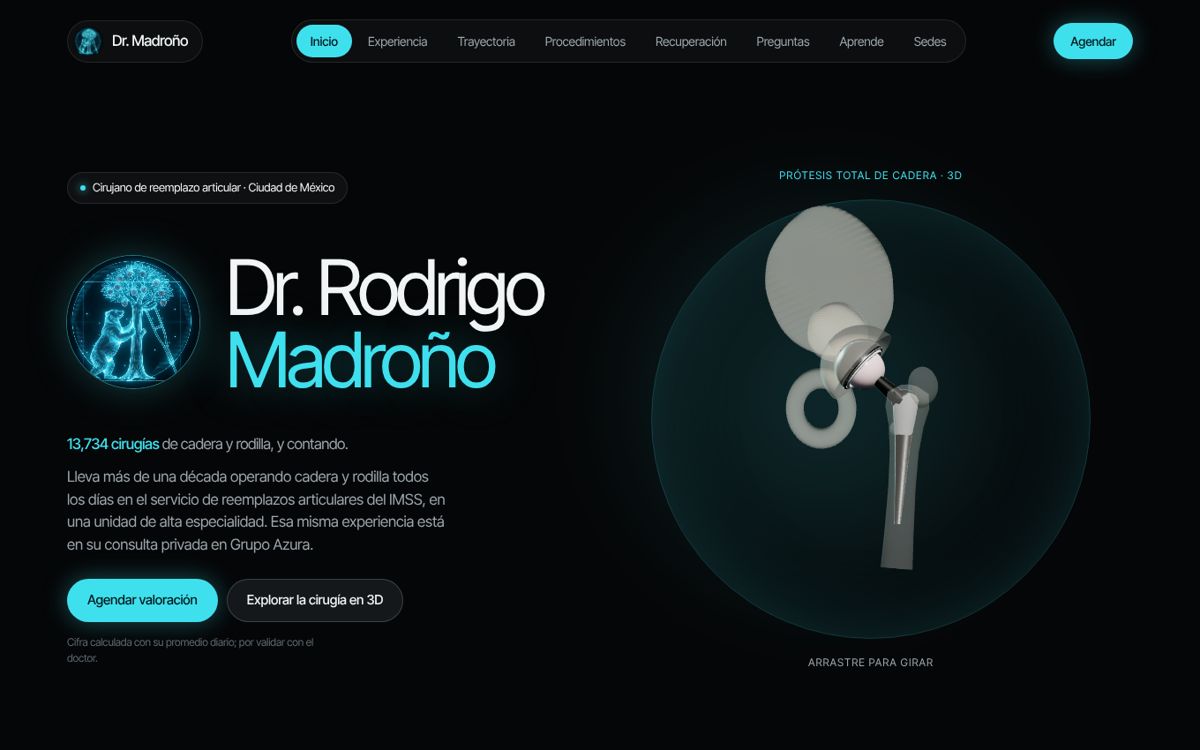 Dr. Madroño
Inicio
Experiencia
Trayectoria
Procedimientos
Recuperación
Preguntas
Aprende
Sedes
Agendar
Cirujano de reemplazo articular · Ciudad de México
Dr. Rodrigo
Madroño
13,734 cirugías de cadera y rodilla, y contando.
Lleva más de una década operando cadera y rodilla todos
los días en el servicio de reemplazos articulares del IMSS, en
una unidad de alta especialidad. Esa misma experiencia está
en su consulta privada en Grupo Azura.
Agendar valoración
Explorar la cirugía en 3D
Cifra calculada con su promedio diario; por validar con el
doctor.
PRÓTESIS TOTAL DE CADERA · 3D
ARRASTRE PARA GIRAR